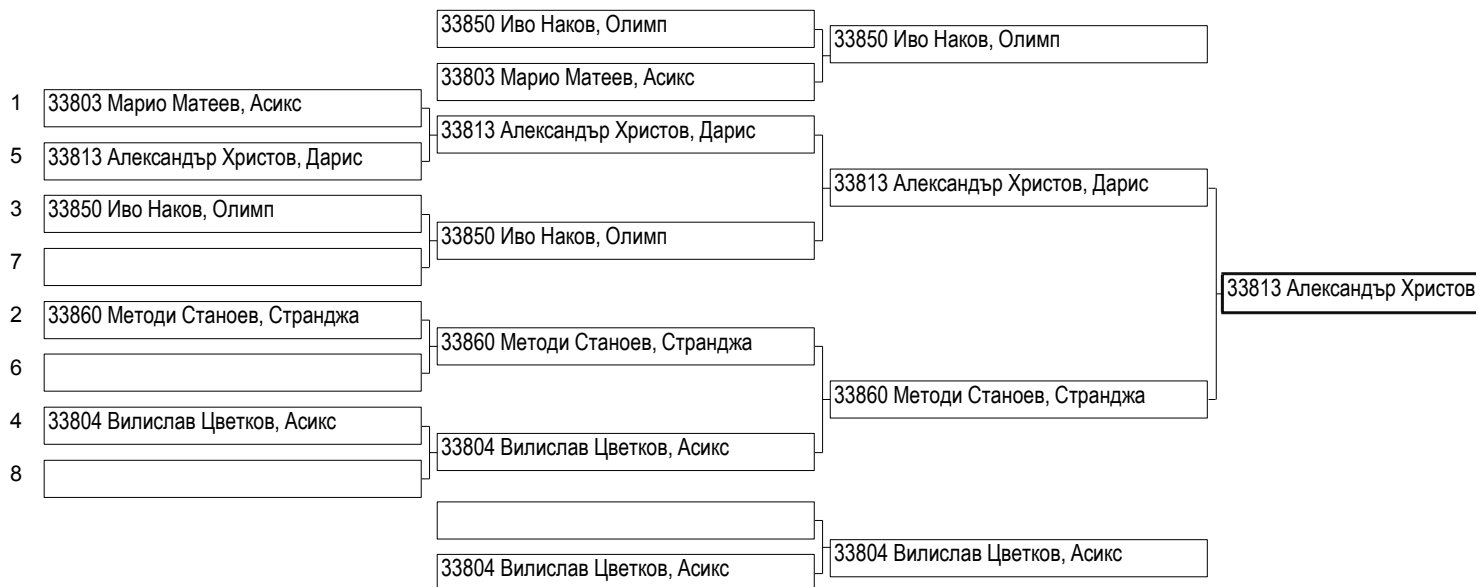 33850 Иво Наков, Олимп
33850 Иво Наков, Олимп
33803 Марио Матеев, Асикс
1 33803 Марио Матеев, Асикс
33813 Александър Христов, Дарис
5 33813 Александър Христов, Дарис
33813 Александър Христов, Дарис
3 33850 Иво Наков, Олимп
33850 Иво Наков, Олимп
7
33813 Александър Христов
2 33860 Методи Станоев, Странджа
33860 Методи Станоев, Странджа
6
33860 Методи Станоев, Странджа
4 33804 Вилислав Цветков, Асикс
33804 Вилислав Цветков, Асикс
8
33804 Вилислав Цветков, Асикс
33804 Вилислав Цветков, Асикс